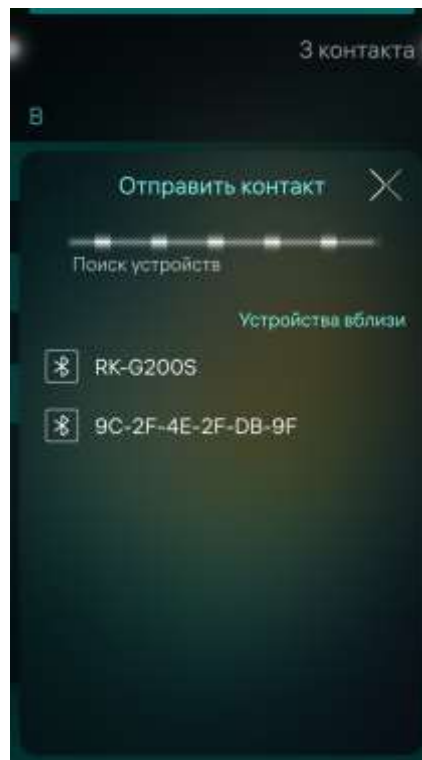 3 контакта
В
Отправить контакт
Поиск устройств
Устройства вблизи
RK-G200S
9C-2F-4E-2F-DB-9F